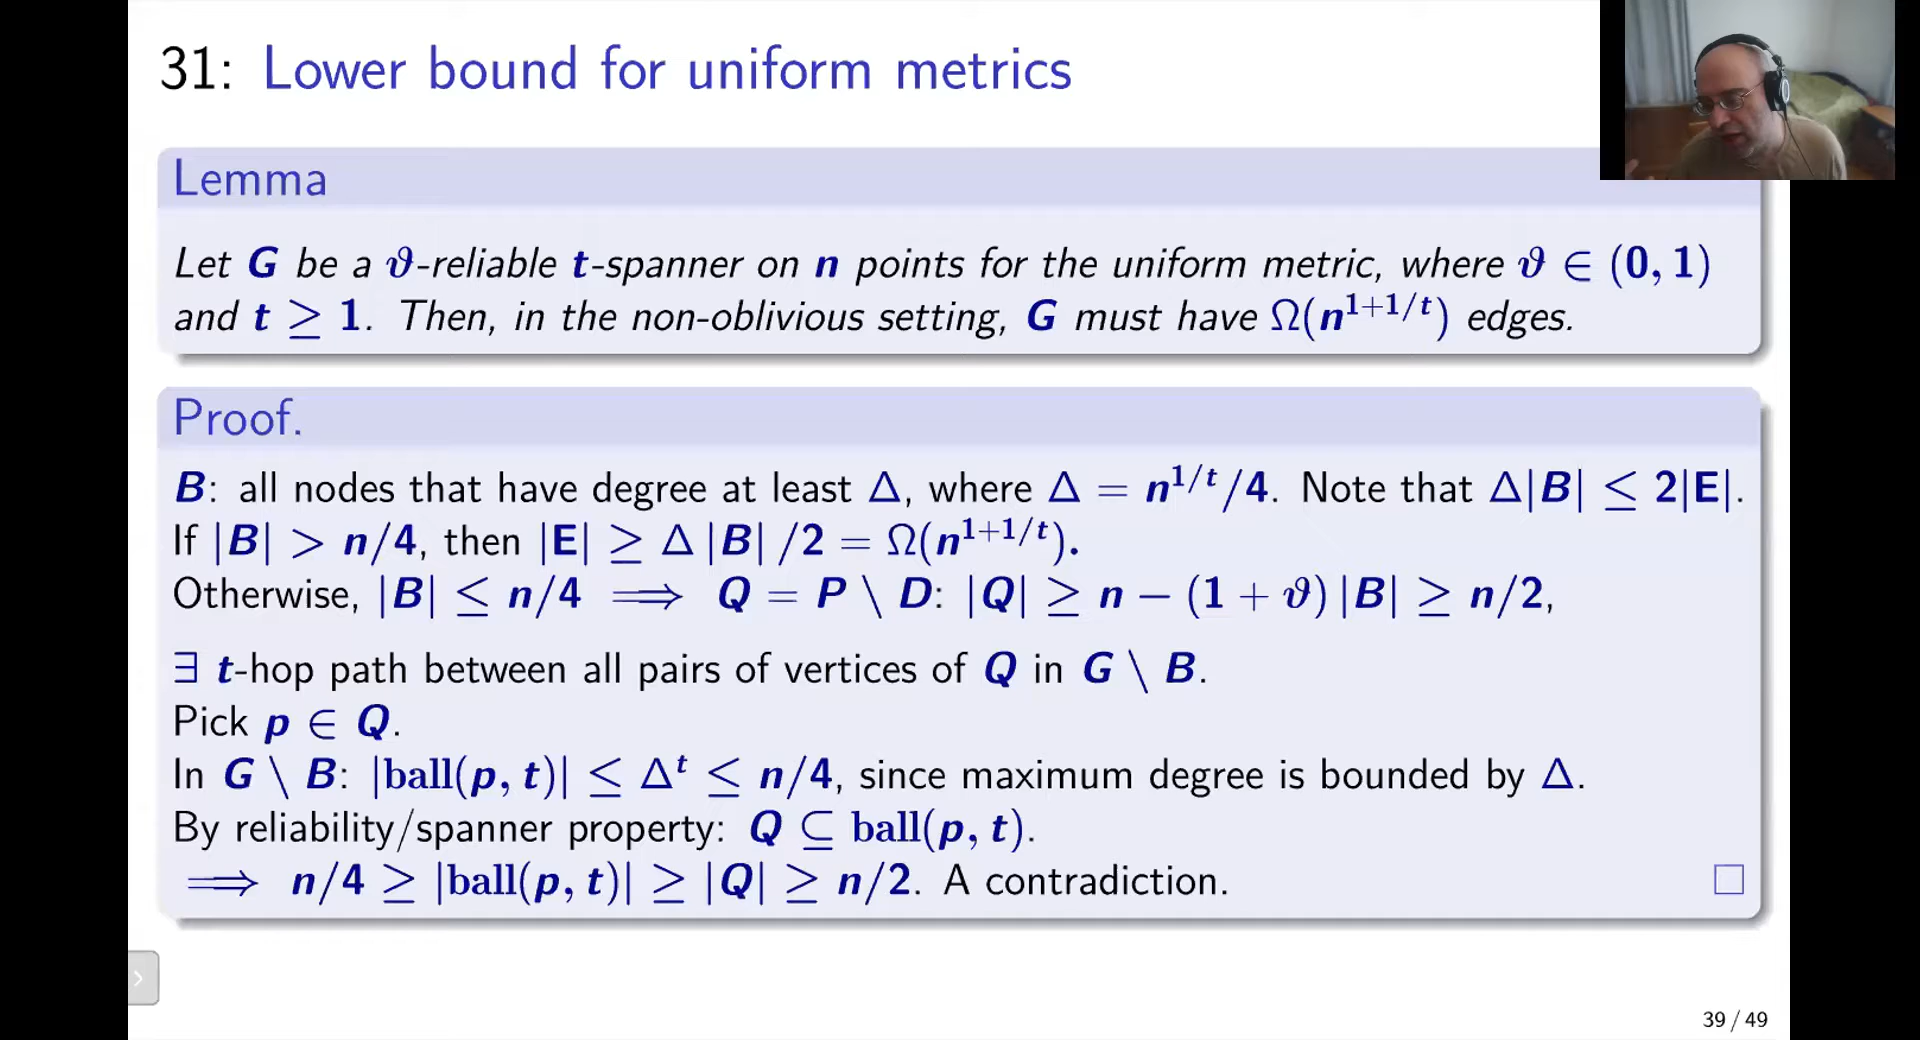 31: Lower bound for uniform metrics
Lemma
Let G be a ϑ-reliable t-spanner on n points for the uniform metric, where ϑ ∈ (0, 1)
and t ≥ 1. Then, in the non-oblivious setting, G must have Ω(n^{1+1/t}) edges.
Proof.
B: all nodes that have degree at least Δ, where Δ = n^{1/t}/4. Note that Δ|B| ≤ 2|E|.
If |B| > n/4, then |E| ≥ Δ |B| /2 = Ω(n^{1+1/t}).
Otherwise, |B| ≤ n/4 ⟹ Q = P \ D: |Q| ≥ n − (1 + ϑ) |B| ≥ n/2,
∃ t-hop path between all pairs of vertices of Q in G \ B.
Pick p ∈ Q.
In G \ B: |ball(p, t)| ≤ Δ^t ≤ n/4, since maximum degree is bounded by Δ.
By reliability/spanner property: Q ⊆ ball(p, t).
⟹ n/4 ≥ |ball(p, t)| ≥ |Q| ≥ n/2. A contradiction. □
39 / 49